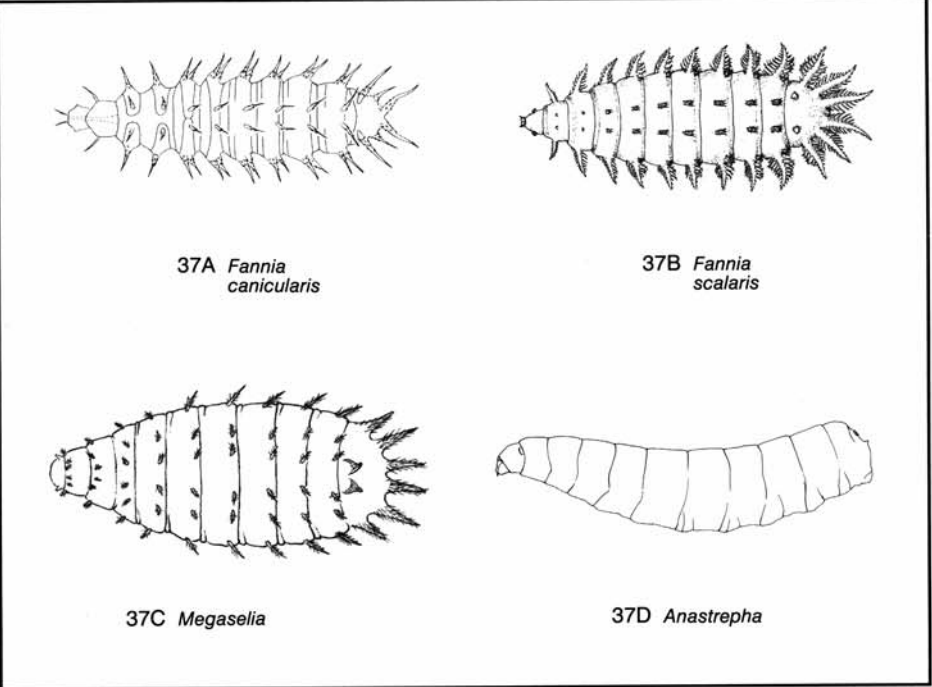 37A Fannia
canicularis
37B Fannia
scalaris
37C Megaselia
37D Anastrepha